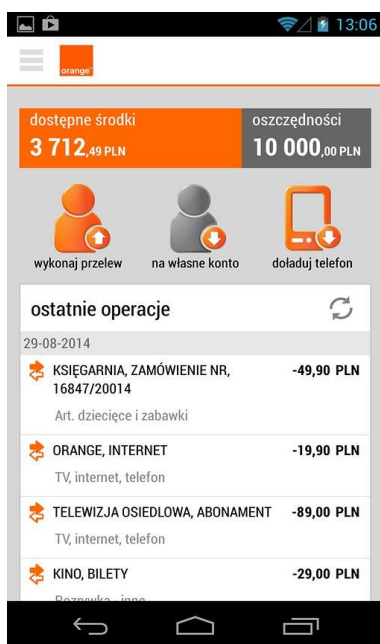 13:06
orange™
dostępne środki
oszczędności
3 712,49 PLN
10 000,00 PLN
wykonaj przelew
na własne konto
doładuj telefon
ostatnie operacje
29-08-2014
KSIĘGARNIA, ZAMÓWIENIE NR, -49,90 PLN
16847/20014
Art. dziecięce i zabawki
ORANGE, INTERNET -19,90 PLN
TV, internet, telefon
TELEWIZJA OSIEDLOWA, ABONAMENT -89,00 PLN
TV, internet, telefon
KINO, BILETY -29,00 PLN
Rozrywka - inne